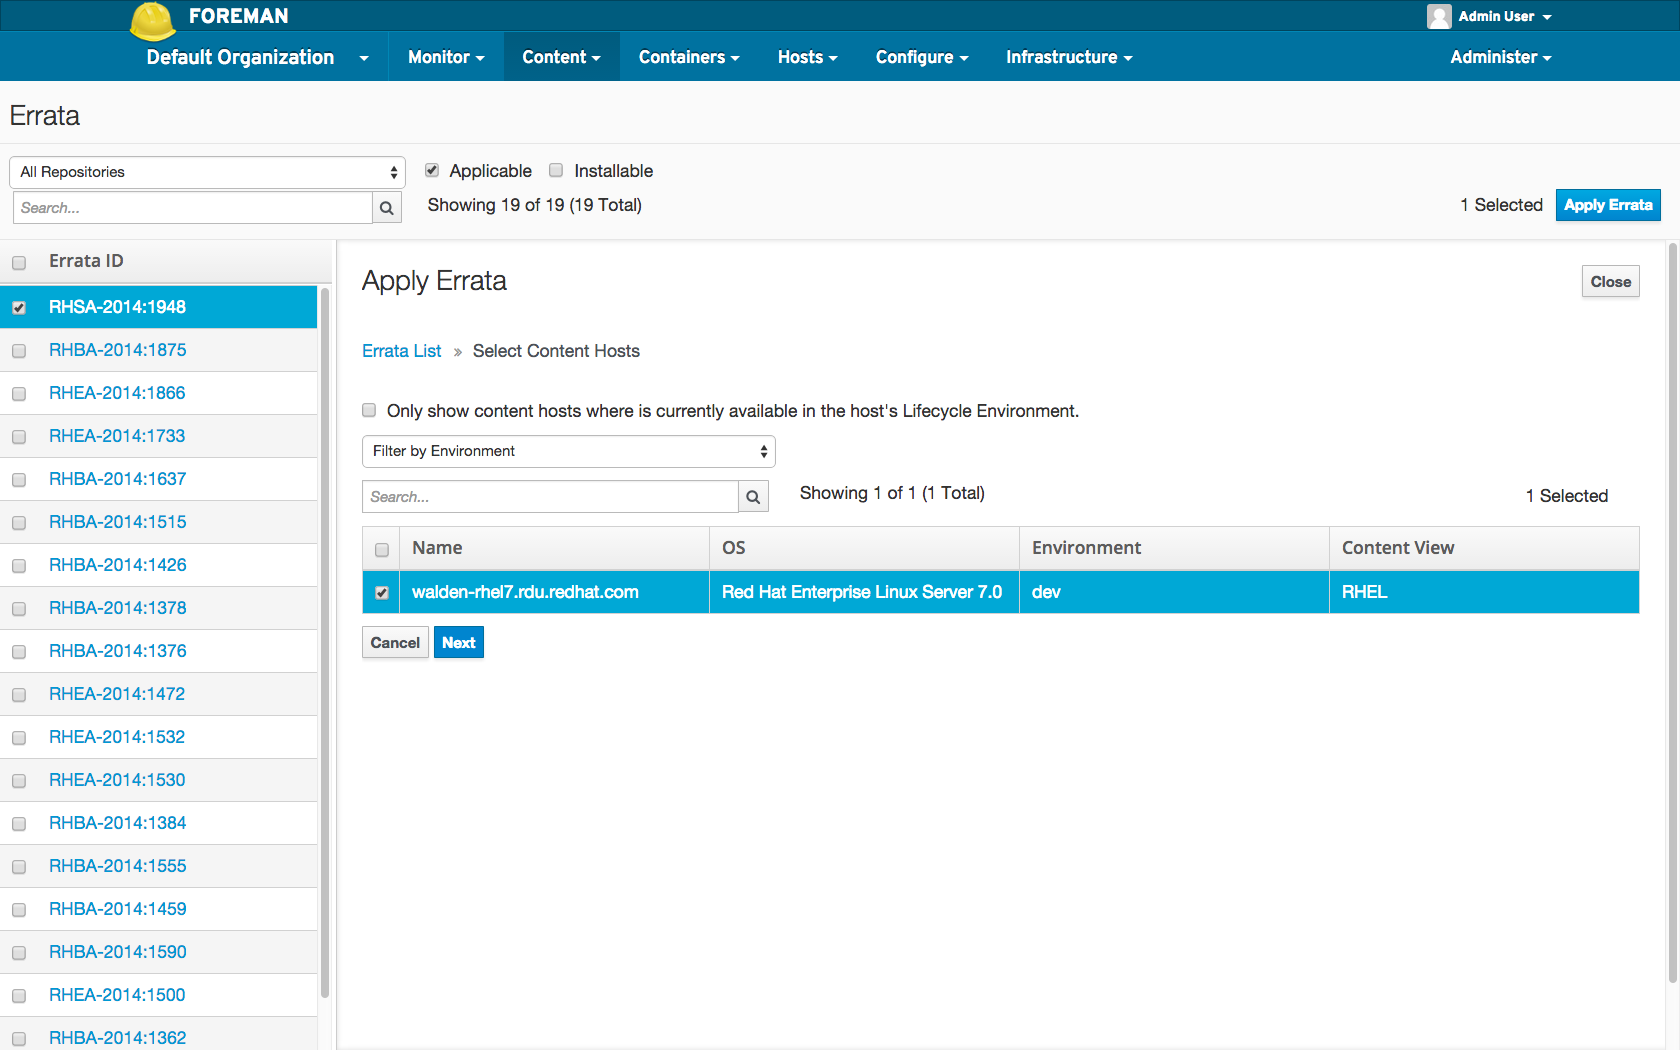 FOREMAN
Admin User
Default Organization
Monitor
Content
Containers
Hosts
Configure
Infrastructure
Administer
Errata
All Repositories
Applicable
Installable
Search...
Showing 19 of 19 (19 Total)
1 Selected
Apply Errata
Errata ID
RHSA-2014:1948
RHBA-2014:1875
RHEA-2014:1866
RHEA-2014:1733
RHBA-2014:1637
RHBA-2014:1515
RHBA-2014:1426
RHBA-2014:1378
RHBA-2014:1376
RHEA-2014:1472
RHEA-2014:1532
RHEA-2014:1530
RHBA-2014:1384
RHBA-2014:1555
RHBA-2014:1459
RHBA-2014:1590
RHEA-2014:1500
RHBA-2014:1362
Apply Errata
Close
Errata List » Select Content Hosts
Only show content hosts where is currently available in the host's Lifecycle Environment.
Filter by Environment
Search...
Showing 1 of 1 (1 Total)
1 Selected
Name OS Environment Content View
walden-rhel7.rdu.redhat.com Red Hat Enterprise Linux Server 7.0 dev RHEL
Cancel
Next